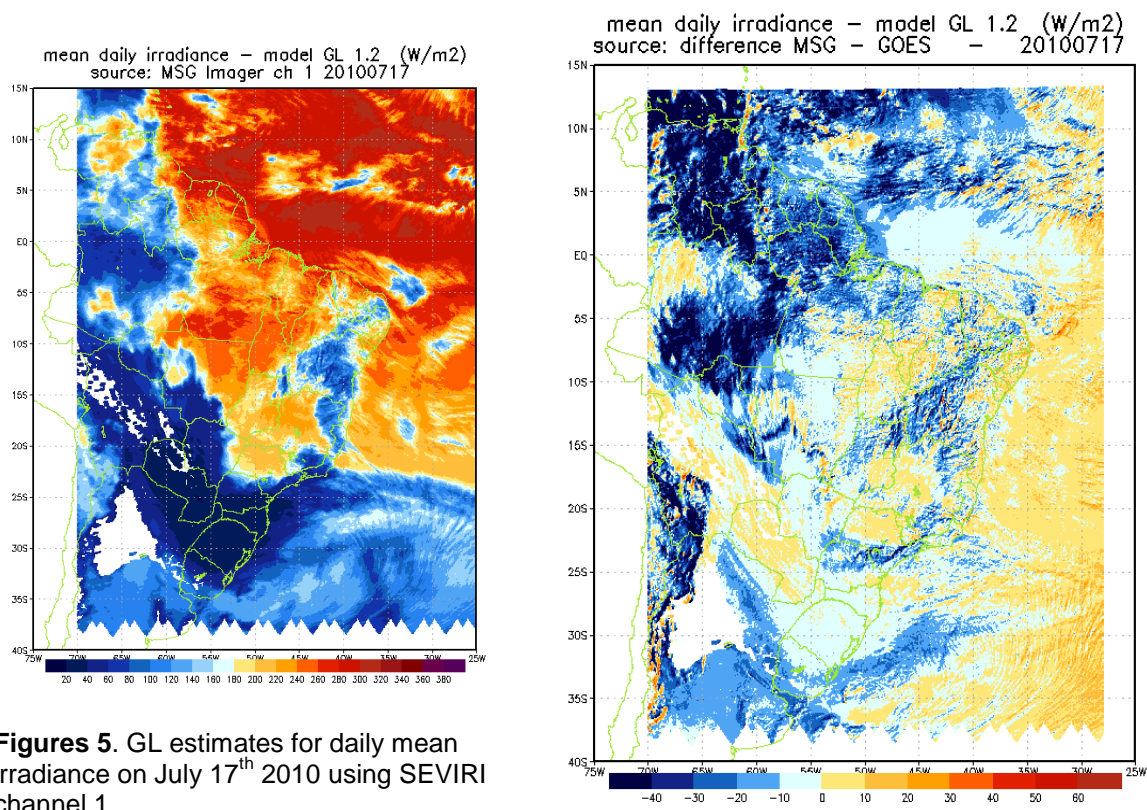 mean daily irradiance – model GL 1.2 (W/m2)
source: MSG Imager ch 1 20100717
15N
10N
5N
EQ
5S
10S
15S
20S
25S
30S
35S
40S
75W 70W 65W 60W 55W 50W 45W 40W 35W 30W 25W
20 40 60 80 100 120 140 160 180 200 220 240 260 280 300 320 340 360 380
Figures 5. GL estimates for daily mean
irradiance on July 17th 2010 using SEVIRI
channel 1
mean daily irradiance – model GL 1.2 (W/m2)
source: difference MSG – GOES – 20100717
15N
10N
5N
EQ
5S
10S
15S
20S
25S
30S
35S
40S
75W 70W 65W 60W 55W 50W 45W 40W 35W 30W 25W
-40 -30 -20 -10 0 10 20 30 40 50 60